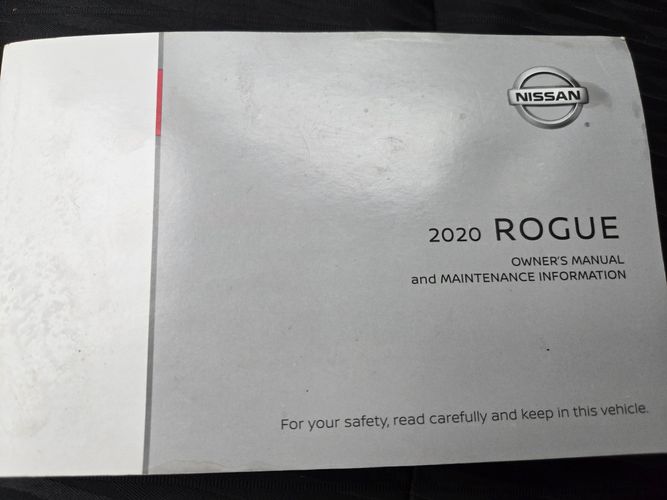 NISSAN
®
2020 ROGUE
OWNER'S MANUAL
and MAINTENANCE INFORMATION
For your safety, read carefully and keep in this vehicle.